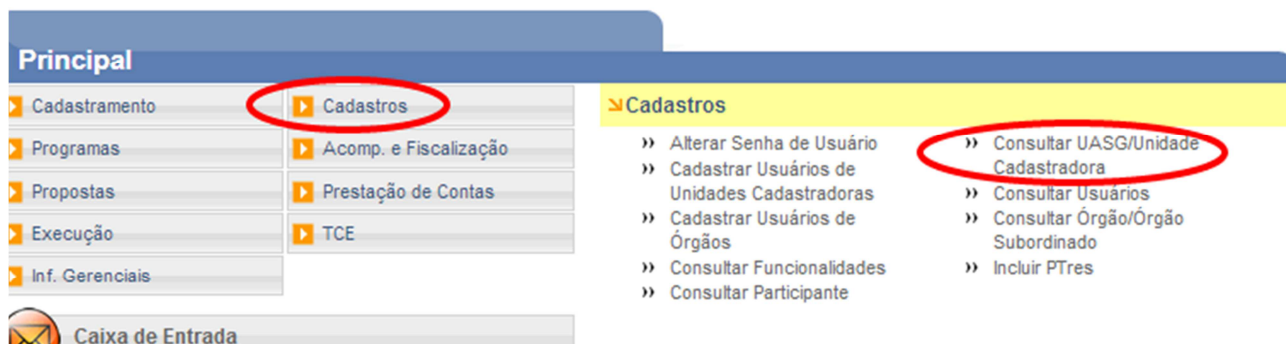 Principal
Cadastramento
Cadastros
Programas
Acomp. e Fiscalização
Propostas
Prestação de Contas
Execução
TCE
Inf. Gerenciais
Caixa de Entrada
Cadastros
Alterar Senha de Usuário
Cadastrar Usuários de
Unidades Cadastradoras
Cadastrar Usuários de
Órgãos
Consultar Funcionalidades
Consultar Participante
Consultar UASG/Unidade
Cadastradora
Consultar Usuários
Consultar Órgão/Órgão
Subordinado
Incluir PTres